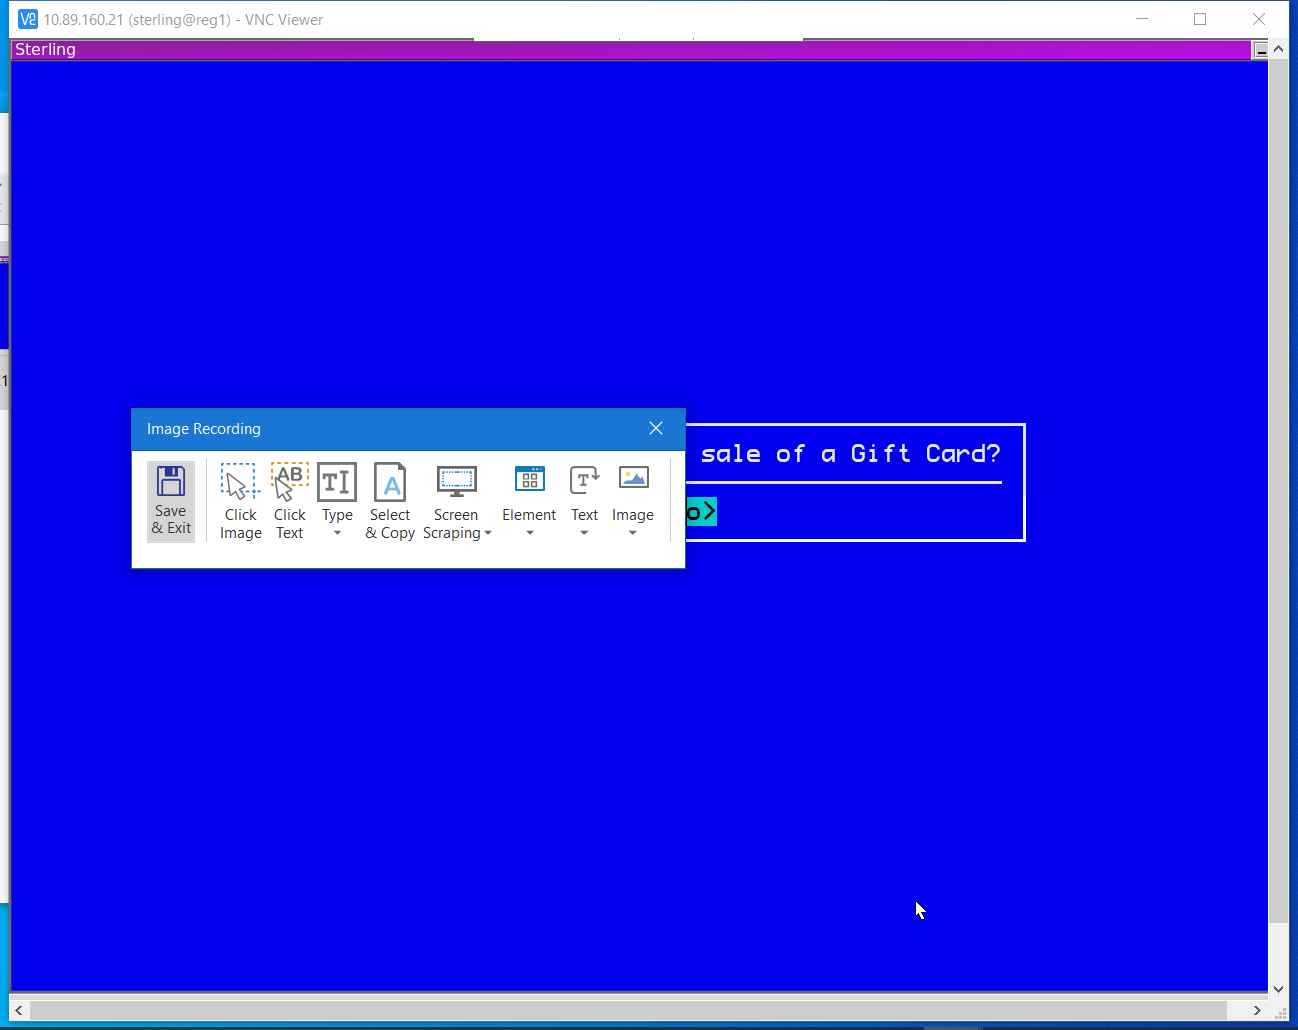 10.89.160.21 (sterling@reg1) - VNC Viewer
Sterling
Image Recording
Save & Exit
Click Image
Click Text
Type
Select & Copy
Screen Scraping
Element
Text
Image
sale of a Gift Card?
o>